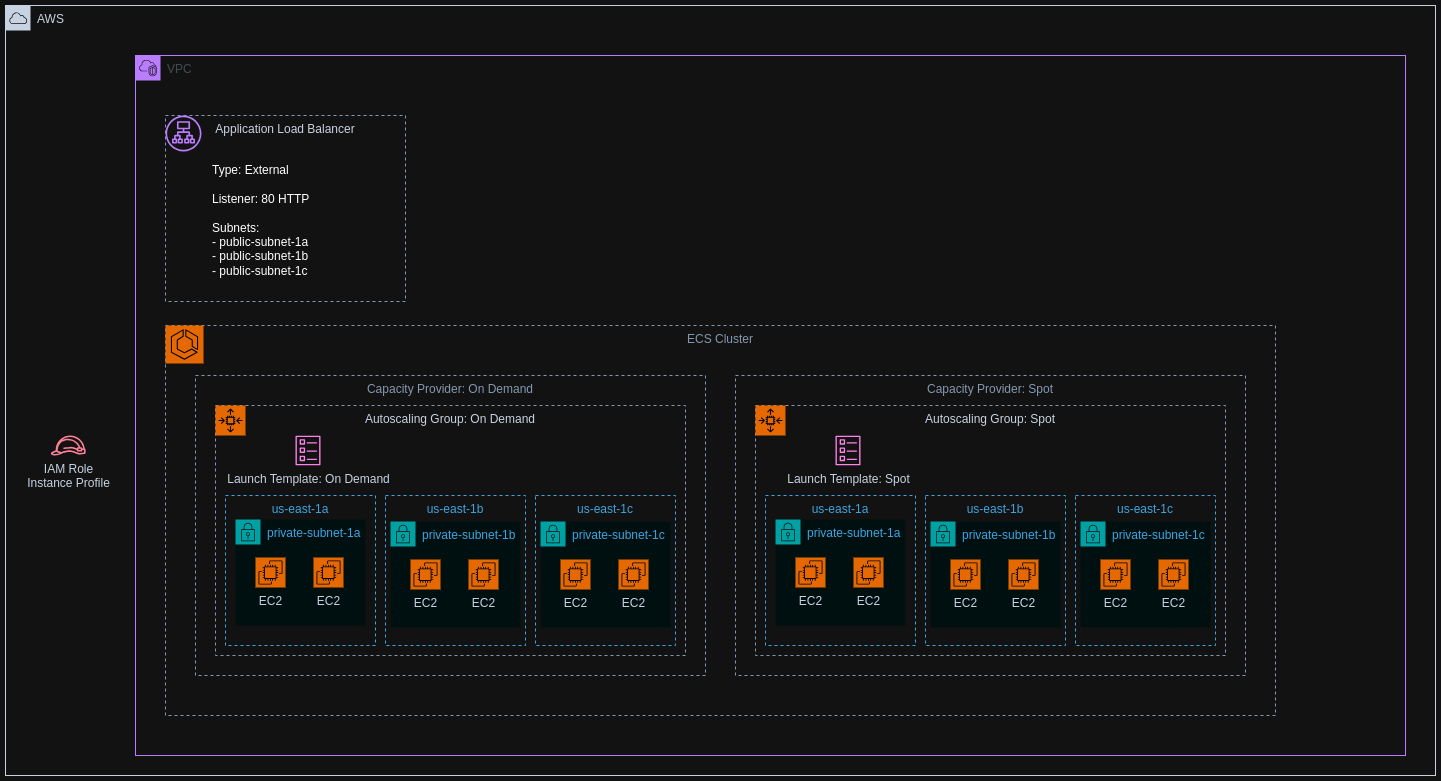 AWS
VPC
Application Load Balancer
Type: External
Listener: 80 HTTP
Subnets:
- public-subnet-1a
- public-subnet-1b
- public-subnet-1c
ECS Cluster
Capacity Provider: On Demand
Autoscaling Group: On Demand
Launch Template: On Demand
us-east-1a
private-subnet-1a
EC2
EC2
us-east-1b
private-subnet-1b
EC2
EC2
us-east-1c
private-subnet-1c
EC2
EC2
Capacity Provider: Spot
Autoscaling Group: Spot
Launch Template: Spot
us-east-1a
private-subnet-1a
EC2
EC2
us-east-1b
private-subnet-1b
EC2
EC2
us-east-1c
private-subnet-1c
EC2
EC2
IAM Role
Instance Profile